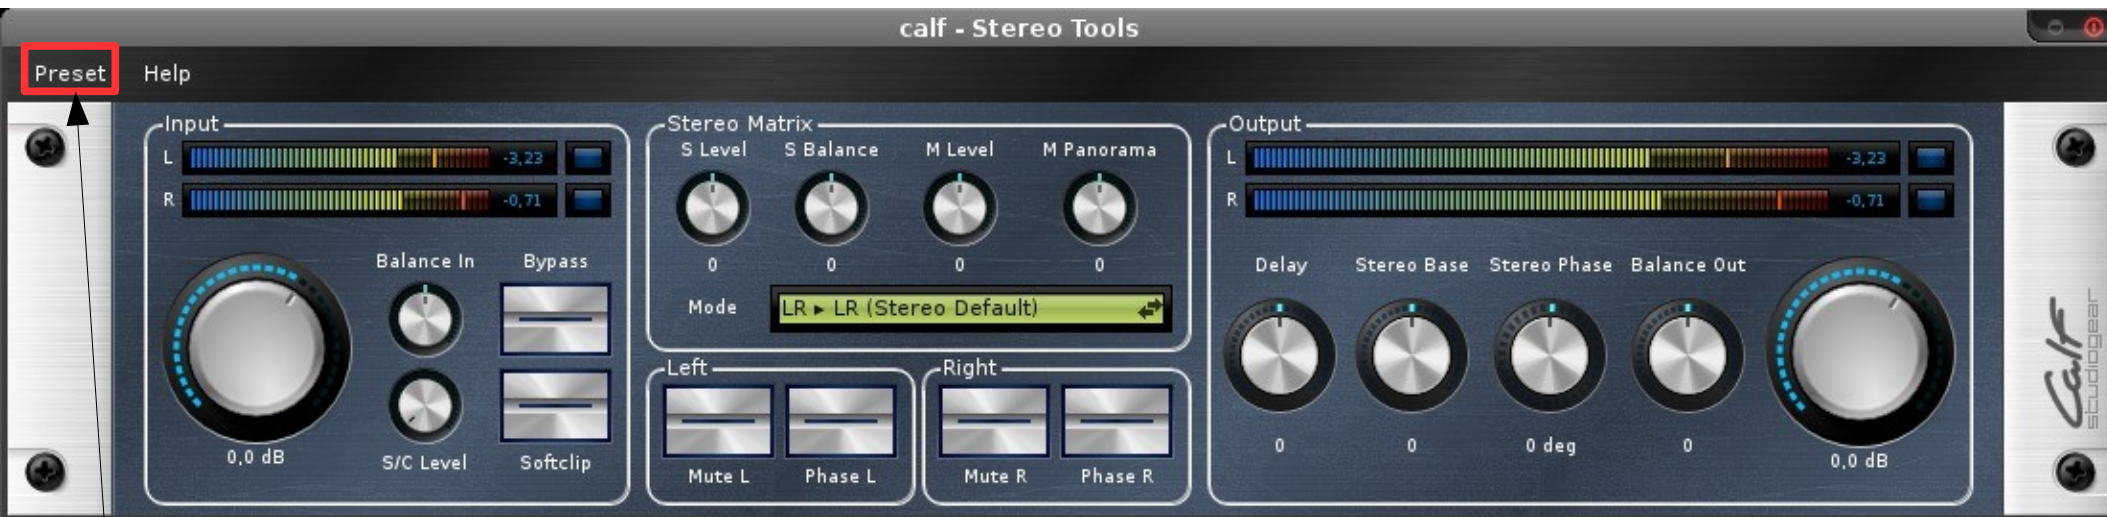 calf - Stereo Tools
Preset Help
Input
L -3,23
R -0,71
Balance In Bypass
0,0 dB
S/C Level Softclip
Stereo Matrix
S Level S Balance M Level M Panorama
0 0 0 0
Mode LR ▸ LR (Stereo Default)
Left
Mute L Phase L
Right
Mute R Phase R
Output
L -3,23
R -0,71
Delay Stereo Base Stereo Phase Balance Out
0 0 0 deg 0 0,0 dB
Calf
studiogear